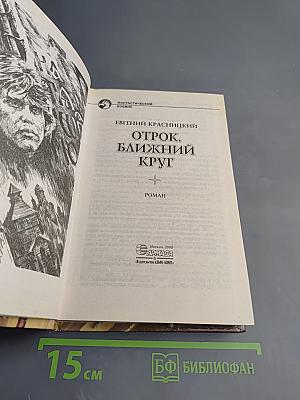 ФАНТАСТИЧЕСКИЙ
БОЕВИК
ЕВГЕНИЙ КРАСНИЦКИЙ
ОТРОК.
БЛИЖНИЙ
КРУГ
РОМАН
Москва, 2008
15 см
БФ БИБЛИОФАН